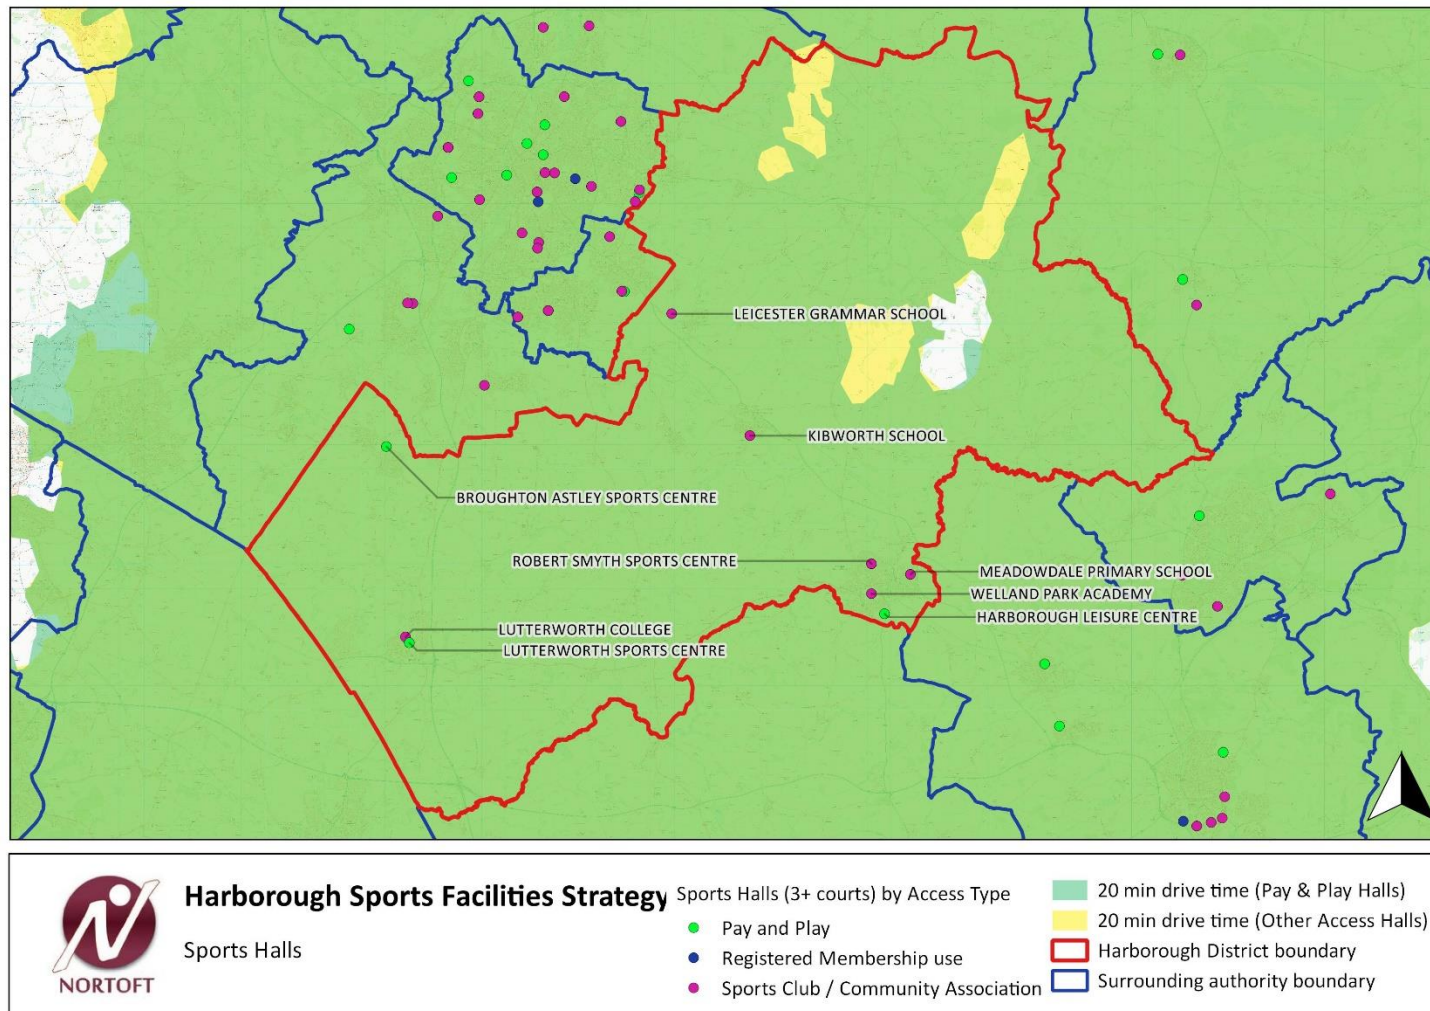 LEICESTER GRAMMAR SCHOOL
KIBWORTH SCHOOL
BROUGHTON ASTLEY SPORTS CENTRE
ROBERT SMYTH SPORTS CENTRE
MEADOWDALE PRIMARY SCHOOL
WELLAND PARK ACADEMY
HARBOROUGH LEISURE CENTRE
LUTTERWORTH COLLEGE
LUTTERWORTH SPORTS CENTRE
NORTOFT
Harborough Sports Facilities Strategy
Sports Halls
Sports Halls (3+ courts) by Access Type
Pay and Play
Registered Membership use
Sports Club / Community Association
20 min drive time (Pay & Play Halls)
20 min drive time (Other Access Halls)
Harborough District boundary
Surrounding authority boundary